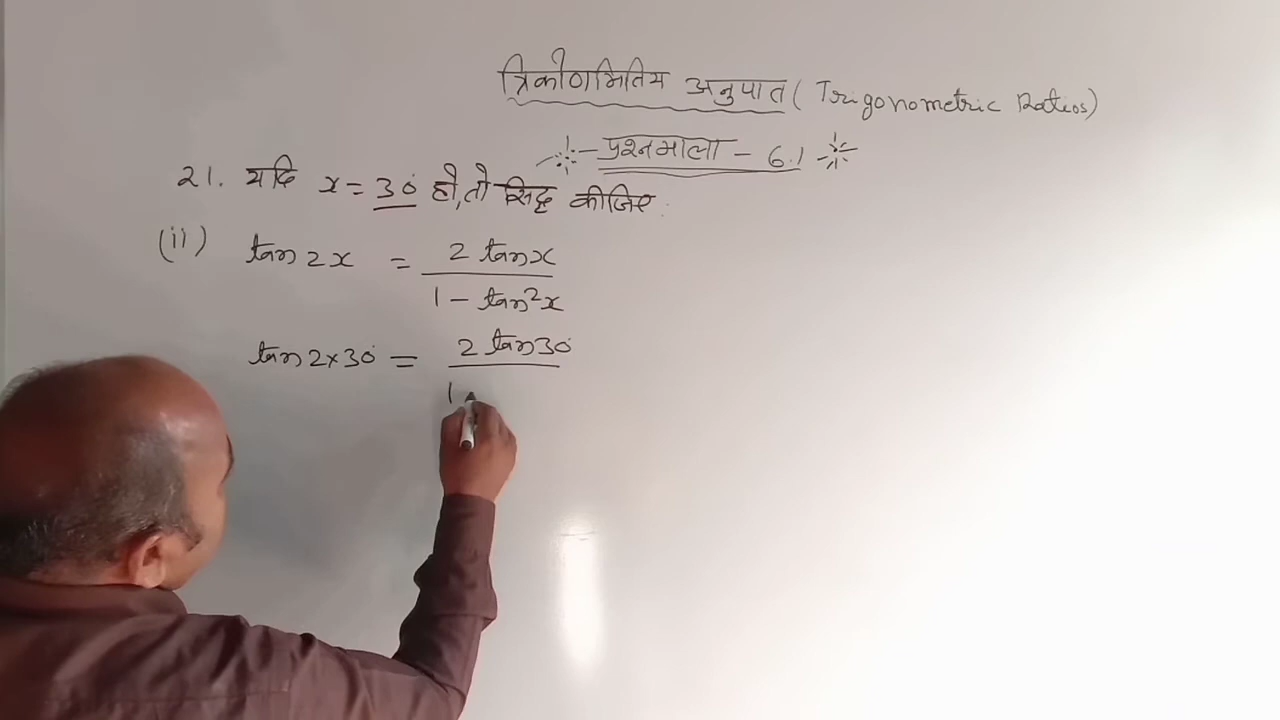 त्रिकोणमितिय अनुपात ( Trigonometric Ratios)
प्रश्नमाला - 6.1
21. यदि x = 30° हो, तो सिद्ध कीजिए
(ii) tan 2x = 2 tan x / 1 - tan²x
tan 2×30° = 2 tan 30° / 1